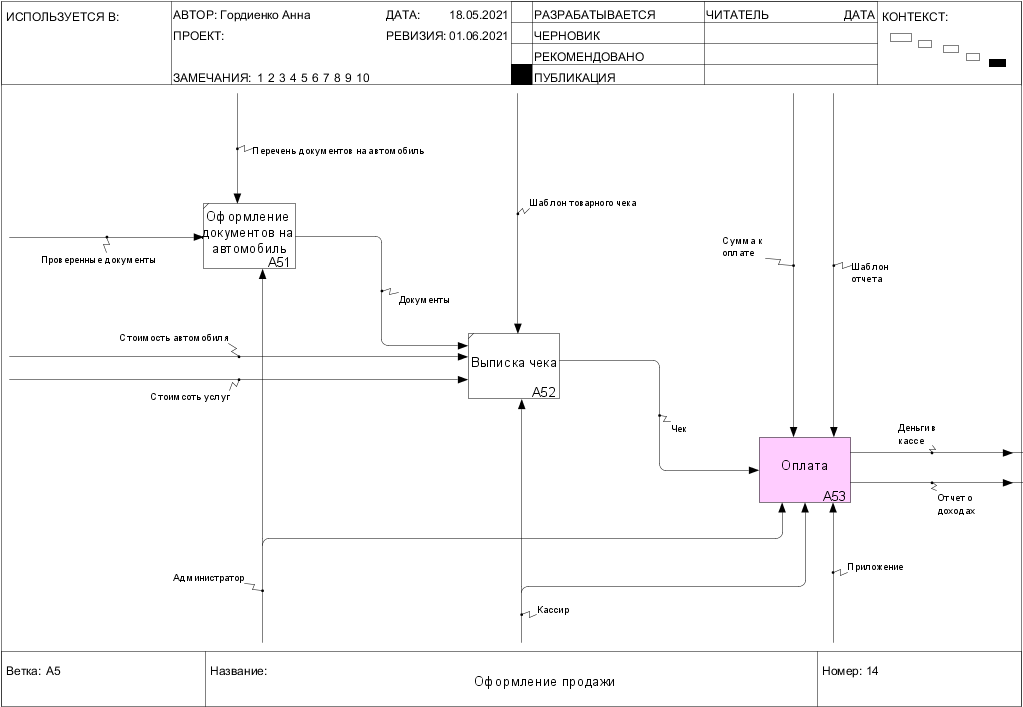 ИСПОЛЬЗУЕТСЯ В:
АВТОР: Гордиенко Анна
ДАТА: 18.05.2021
ПРОЕКТ:
РЕВИЗИЯ: 01.06.2021
ЗАМЕЧАНИЯ: 1 2 3 4 5 6 7 8 9 10
РАЗРАБАТЫВАЕТСЯ
ЧЕРНОВИК
РЕКОМЕНДОВАНО
ПУБЛИКАЦИЯ
ЧИТАТЕЛЬ
ДАТА
КОНТЕКСТ:
Перечень документов на автомобиль
Шаблон товарного чека
Оформление
документов на
автомобиль
A51
Проверенные документы
Сумма к
оплате
Шаблон
отчета
Документы
Стоимость автомобиля
Выписка чека
A52
Стоимсоть услуг
Чек
Деньги в
кассе
Оплата
A53
Отчет о
доходах
Администратор
Приложение
Кассир
Ветка: A5
Название:
Оформление продажи
Номер: 14